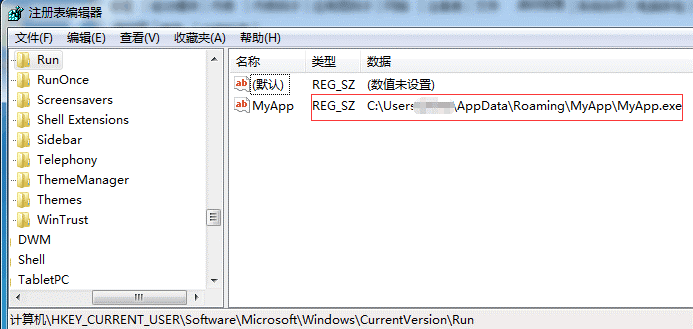 注册表编辑器
文件(F) 编辑(E) 查看(V) 收藏夹(A) 帮助(H)
Run
RunOnce
Screensavers
Shell Extensions
Sidebar
Telephony
ThemeManager
Themes
WinTrust
DWM
Shell
TabletPC
名称 类型 数据
(默认) REG_SZ (数值未设置)
MyApp REG_SZ C:\Users \AppData\Roaming\MyApp\MyApp.exe
计算机\HKEY_CURRENT_USER\Software\Microsoft\Windows\CurrentVersion\Run